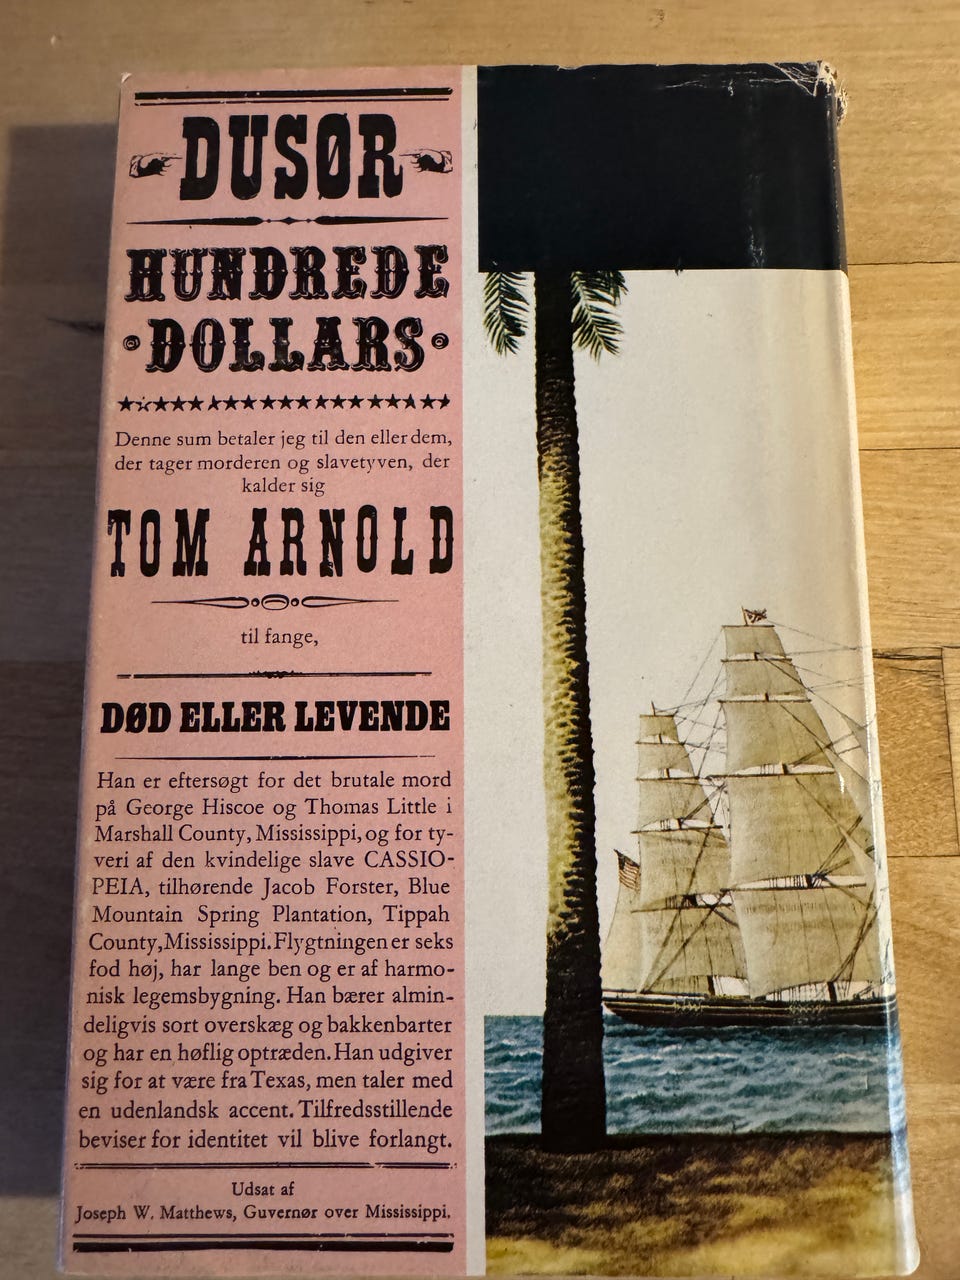 DUSØR
HUNDREDE
DOLLARS
Denne sum betaler jeg til den eller dem,
der tager morderen og slavetyven, der
kalder sig
TOM ARNOLD
til fange,
DØD ELLER LEVENDE
Han er eftersøgt for det brutale mord
på George Hiscoe og Thomas Little i
Marshall County, Mississippi, og for ty-
veri af den kvindelige slave CASSIO-
PEIA, tilhørende Jacob Forster, Blue
Mountain Spring Plantation, Tippah
County, Mississippi. Flygtningen er seks
fod høj, har lange ben og er af harmo-
nisk legemsbygning. Han bærer almin-
deligvis sort overskæg og bakkenbarter
og har en høflig optræden. Han udgiver
sig for at være fra Texas, men taler med
en udenlandsk accent. Tilfredsstillende
beviser for identitet vil blive forlangt.
Udsat af
Joseph W. Matthews, Guvernør over Mississippi.